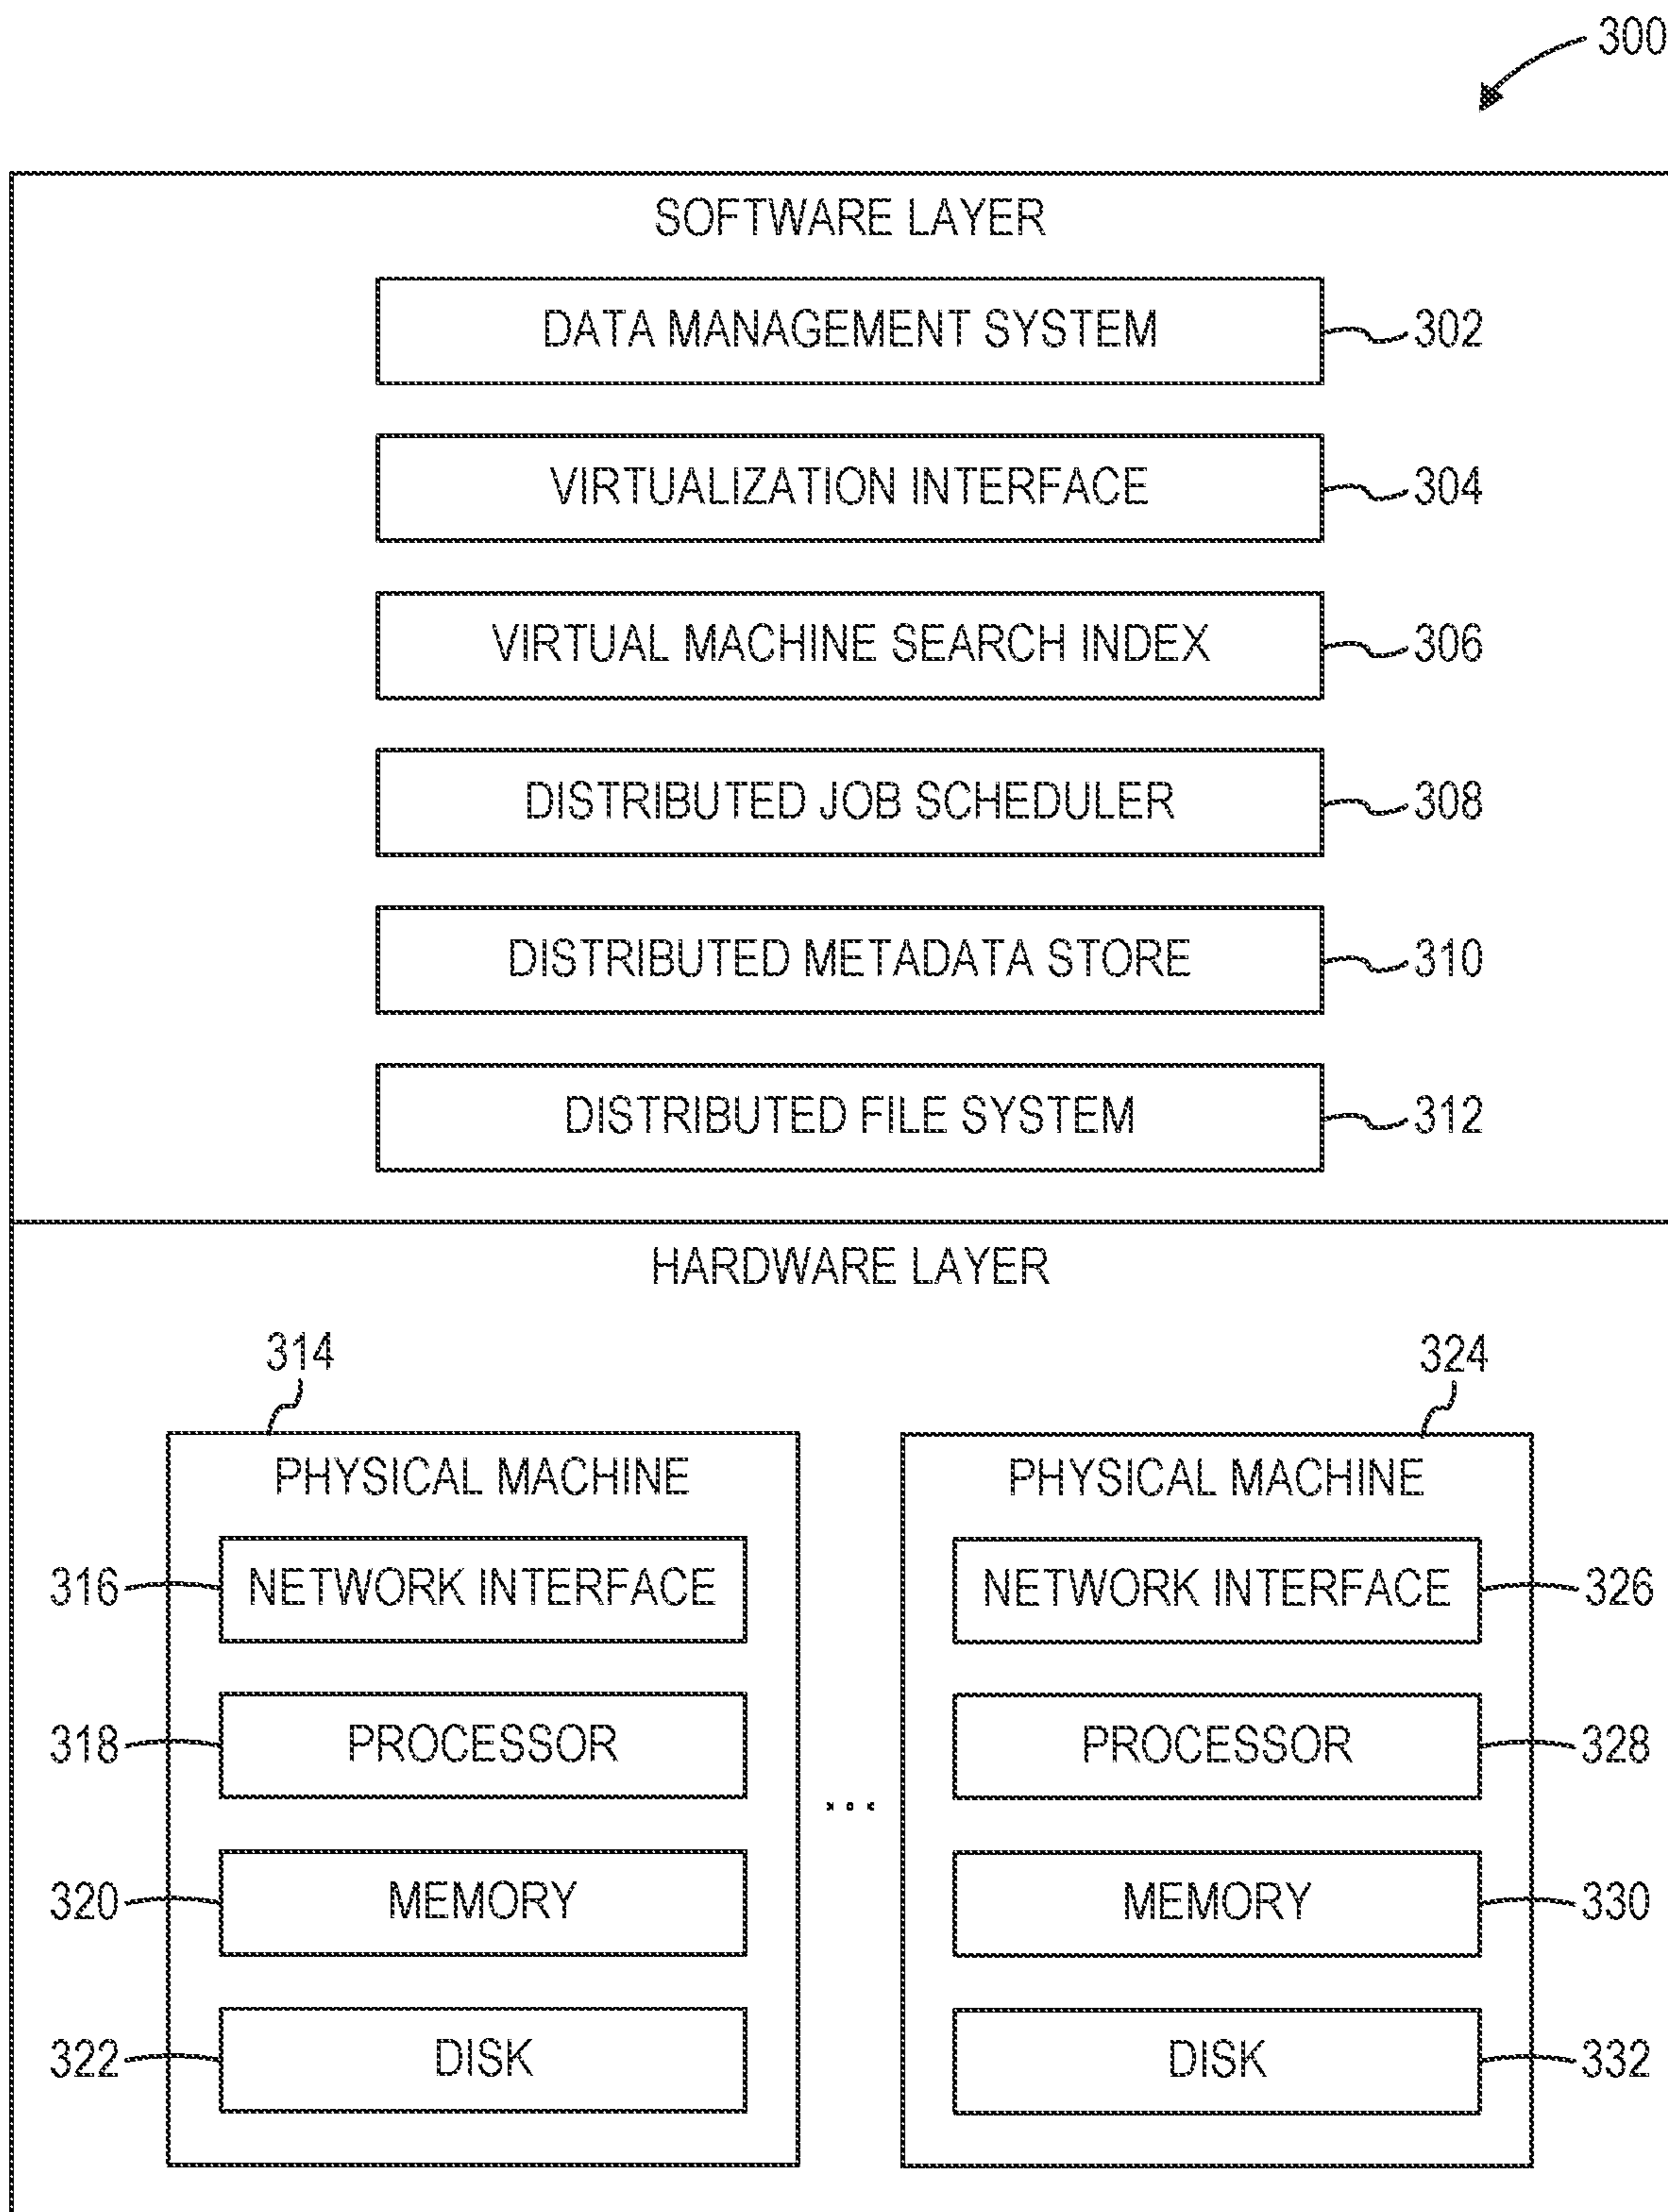 300
SOFTWARE LAYER
DATA MANAGEMENT SYSTEM 302
VIRTUALIZATION INTERFACE 304
VIRTUAL MACHINE SEARCH INDEX 306
DISTRIBUTED JOB SCHEDULER 308
DISTRIBUTED METADATA STORE 310
DISTRIBUTED FILE SYSTEM 312
HARDWARE LAYER
314
PHYSICAL MACHINE
316 NETWORK INTERFACE
318 PROCESSOR
320 MEMORY
322 DISK
...
324
PHYSICAL MACHINE
NETWORK INTERFACE 326
PROCESSOR 328
MEMORY 330
DISK 332